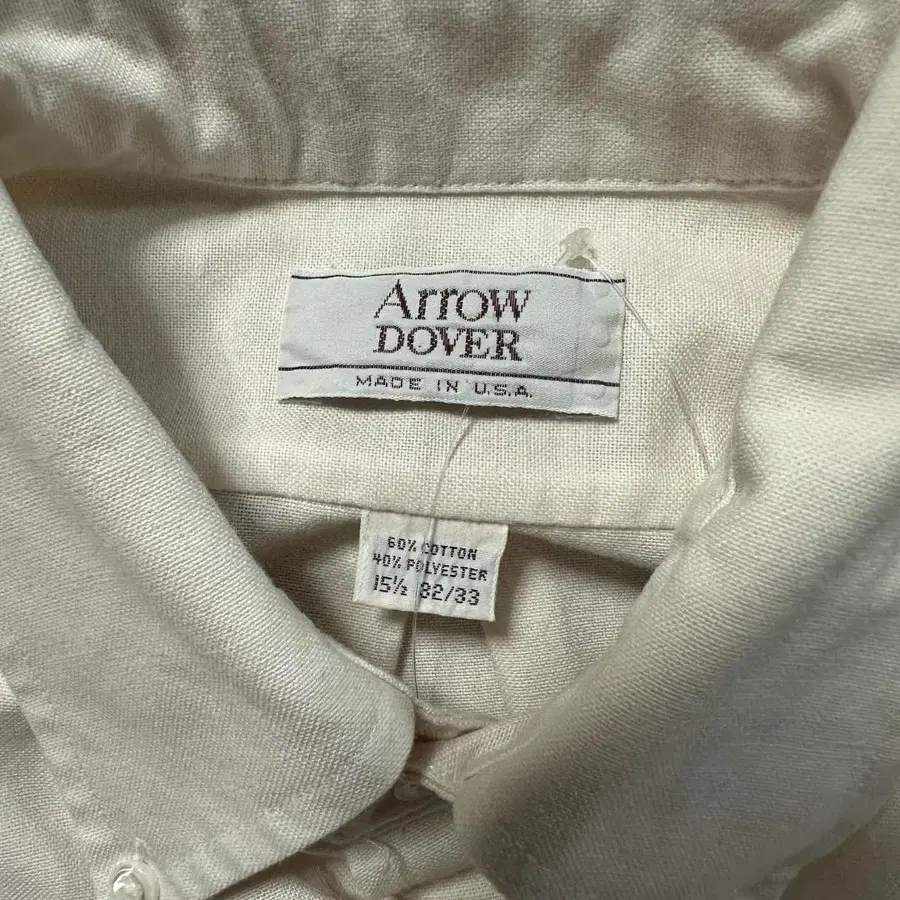 Arrow
DOVER
MADE IN U.S.A.
60% COTTON
40% POLYESTER
15½ 32/33